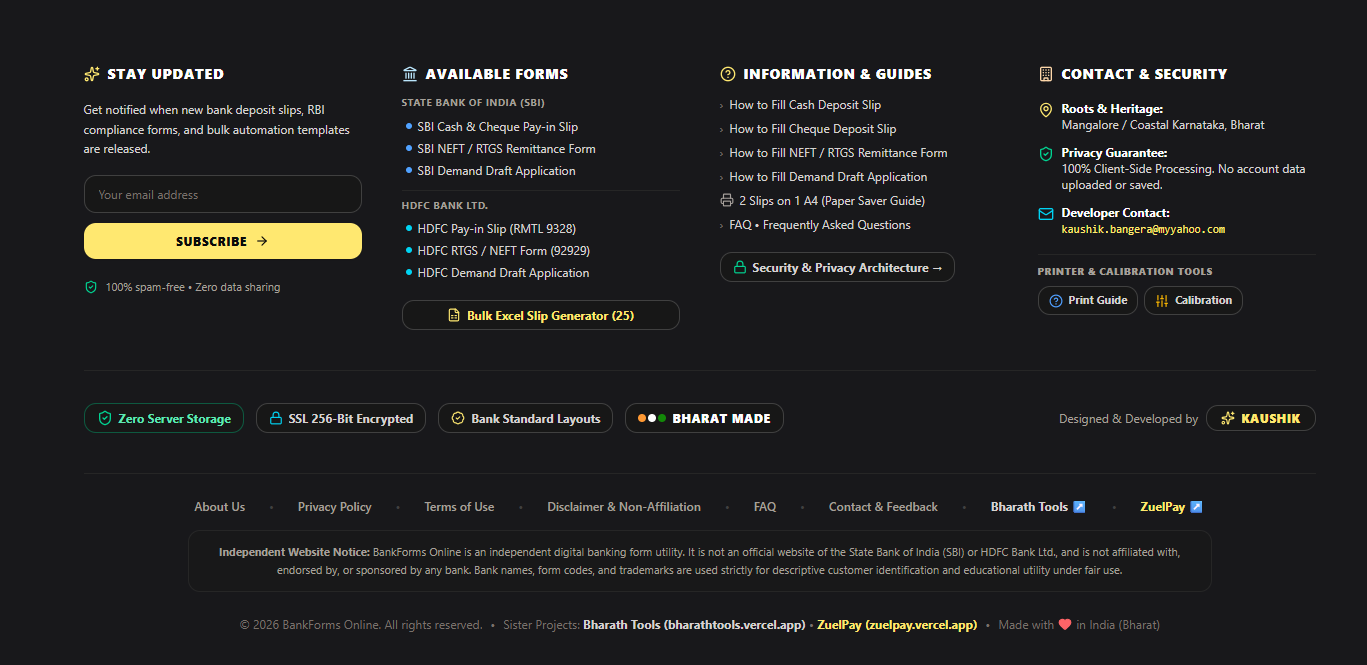 STAY UPDATED
Get notified when new bank deposit slips, RBI
compliance forms, and bulk automation templates
are released.
Your email address
SUBSCRIBE →
100% spam-free • Zero data sharing
AVAILABLE FORMS
STATE BANK OF INDIA (SBI)
SBI Cash & Cheque Pay-in Slip
SBI NEFT / RTGS Remittance Form
SBI Demand Draft Application
HDFC BANK LTD.
HDFC Pay-in Slip (RMTL 9328)
HDFC RTGS / NEFT Form (92929)
HDFC Demand Draft Application
Bulk Excel Slip Generator (25)
INFORMATION & GUIDES
› How to Fill Cash Deposit Slip
› How to Fill Cheque Deposit Slip
› How to Fill NEFT / RTGS Remittance Form
› How to Fill Demand Draft Application
2 Slips on 1 A4 (Paper Saver Guide)
› FAQ • Frequently Asked Questions
Security & Privacy Architecture →
CONTACT & SECURITY
Roots & Heritage:
Mangalore / Coastal Karnataka, Bharat
Privacy Guarantee:
100% Client-Side Processing. No account data
uploaded or saved.
Developer Contact:
kaushik.bangera@myyahoo.com
PRINTER & CALIBRATION TOOLS
Print Guide
Calibration
Zero Server Storage
SSL 256-Bit Encrypted
Bank Standard Layouts
BHARAT MADE
Designed & Developed by
KAUSHIK
About Us • Privacy Policy • Terms of Use • Disclaimer & Non-Affiliation • FAQ • Contact & Feedback • Bharath Tools ↗ • ZuelPay ↗
Independent Website Notice: BankForms Online is an independent digital banking form utility. It is not an official website of the State Bank of India (SBI) or HDFC Bank Ltd., and is not affiliated with,
endorsed by, or sponsored by any bank. Bank names, form codes, and trademarks are used strictly for descriptive customer identification and educational utility under fair use.
© 2026 BankForms Online. All rights reserved. • Sister Projects: Bharath Tools (bharathtools.vercel.app) • ZuelPay (zuelpay.vercel.app) • Made with ❤️ in India (Bharat)